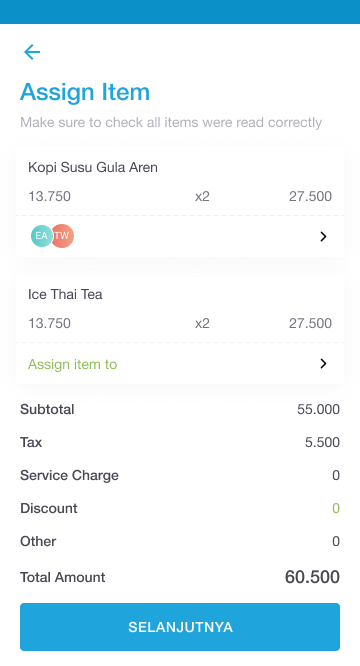 Assign Item
Make sure to check all items were read correctly
Kopi Susu Gula Aren
13.750 x2 27.500
EA TW
Ice Thai Tea
13.750 x2 27.500
Assign item to
Subtotal 55.000
Tax 5.500
Service Charge 0
Discount 0
Other 0
Total Amount 60.500
SELANJUTNYA